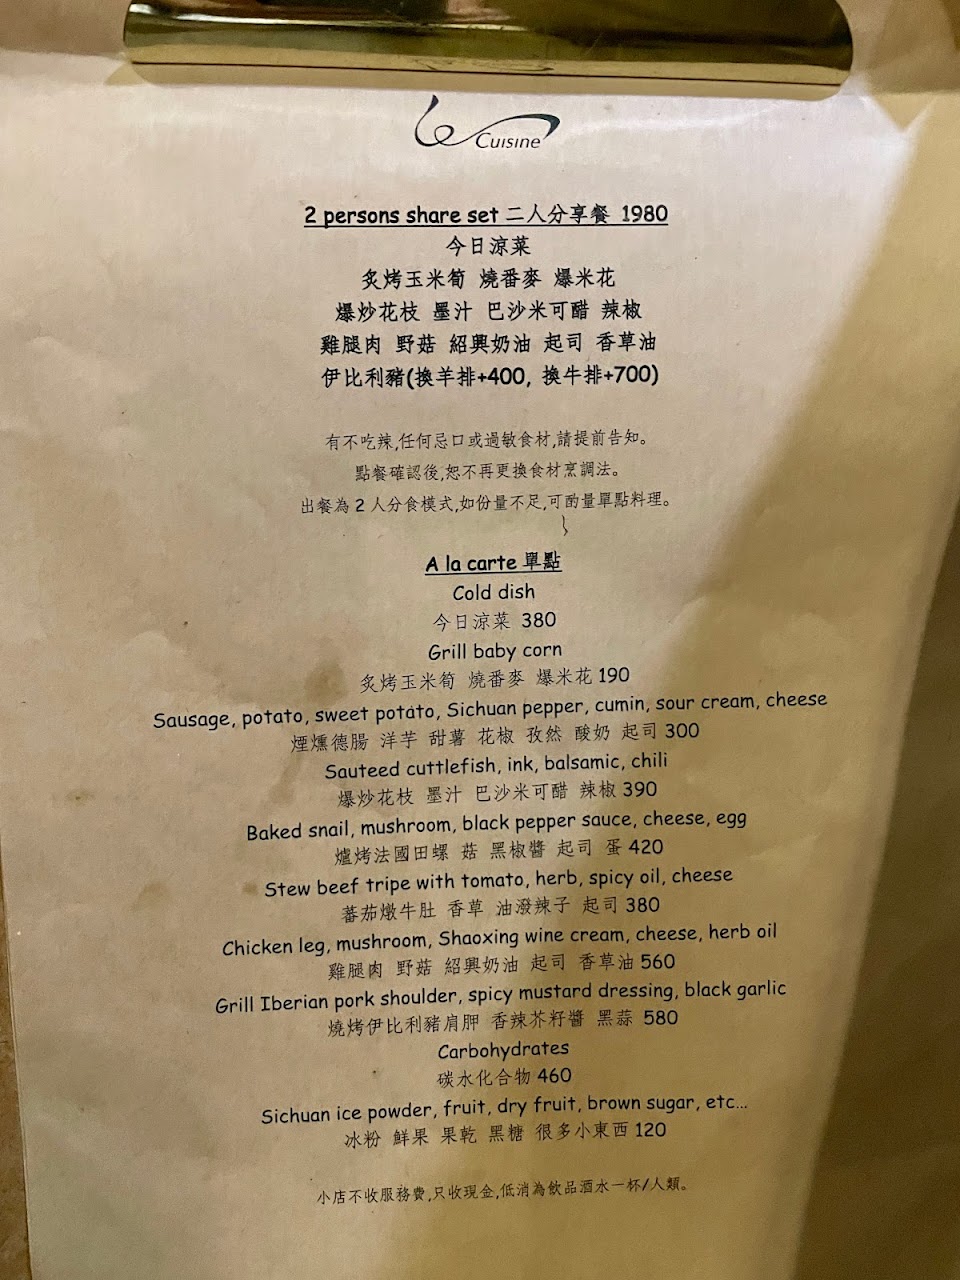 Le Cuisine
2 persons share set 二人分享餐 1980
今日涼菜
炙烤玉米筍 燒番麥 爆米花
爆炒花枝 墨汁 巴沙米可醋 辣椒
雞腿肉 野菇 紹興奶油 起司 香草油
伊比利豬(換羊排+400, 換牛排+700)
有不吃辣,任何忌口或過敏食材,請提前告知。
點餐確認後,恕不再更換食材烹調法。
出餐為 2 人分食模式,如份量不足,可酌量單點料理。
A la carte 單點
Cold dish
今日涼菜 380
Grill baby corn
炙烤玉米筍 燒番麥 爆米花 190
Sausage, potato, sweet potato, Sichuan pepper, cumin, sour cream, cheese
煙燻德腸 洋芋 甜薯 花椒 孜然 酸奶 起司 300
Sauteed cuttlefish, ink, balsamic, chili
爆炒花枝 墨汁 巴沙米可醋 辣椒 390
Baked snail, mushroom, black pepper sauce, cheese, egg
爐烤法國田螺 菇 黑椒醬 起司 蛋 420
Stew beef tripe with tomato, herb, spicy oil, cheese
蕃茄燉牛肚 香草 油潑辣子 起司 380
Chicken leg, mushroom, Shaoxing wine cream, cheese, herb oil
雞腿肉 野菇 紹興奶油 起司 香草油 560
Grill Iberian pork shoulder, spicy mustard dressing, black garlic
燒烤伊比利豬肩胛 香辣芥籽醬 黑蒜 580
Carbohydrates
碳水化合物 460
Sichuan ice powder, fruit, dry fruit, brown sugar, etc…
冰粉 鮮果 果乾 黑糖 很多小東西 120
小店不收服務費,只收現金,低消為飲品酒水一杯/人類。